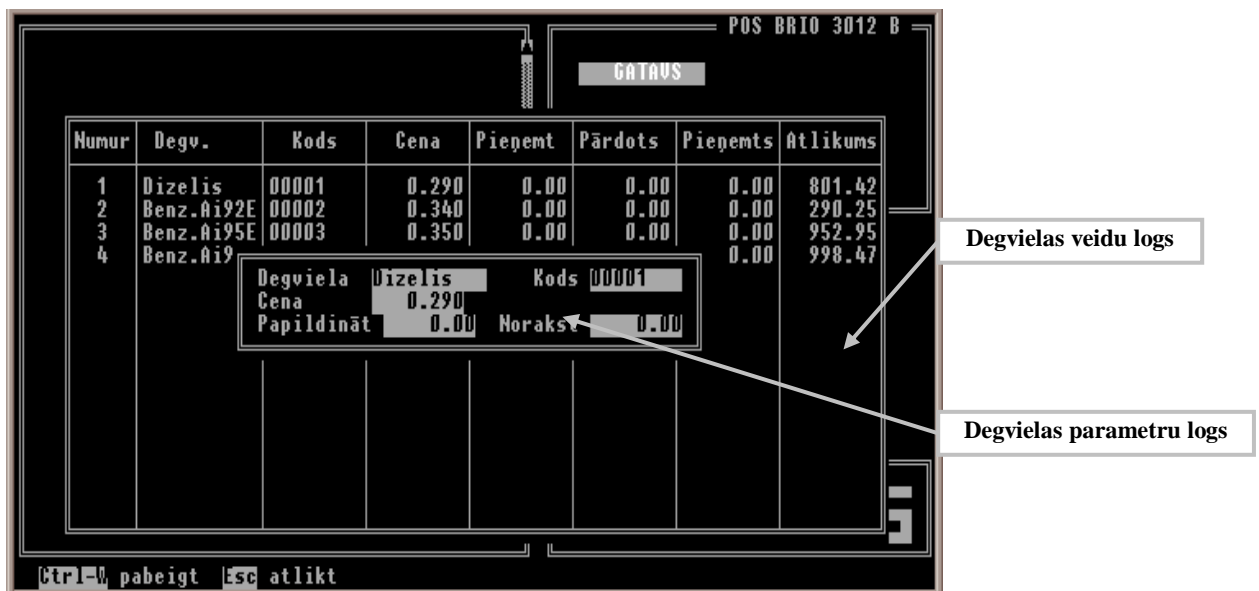 POS BRIO 3012 B
GATAVS
Numur Degv. Kods Cena Pieņemt Pārdots Pieņemts Atlikums
1 Dizelis 00001 0.290 0.00 0.00 0.00 801.42
2 Benz.Ai92E 00002 0.340 0.00 0.00 0.00 290.25
3 Benz.Ai95E 00003 0.350 0.00 0.00 0.00 952.95
4 Benz.Ai9 0.00 998.47
Degviela Dizelis Kods 00001
Cena 0.290
Papildināt 0.00 Norakst 0.00
Degvielas veidu logs
Degvielas parametru logs
Ctrl-W pabeigt Esc atlikt